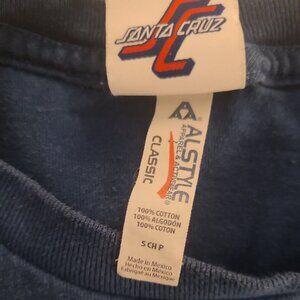 SANTA CRUZ
ALSTYLE
APPAREL & ACTIVEWEAR
CLASSIC
100% COTTON
100% ALGODÓN
100% COTON
S CH P
Made in Mexico
Hecho en Mexico
Fabriqué au Mexique